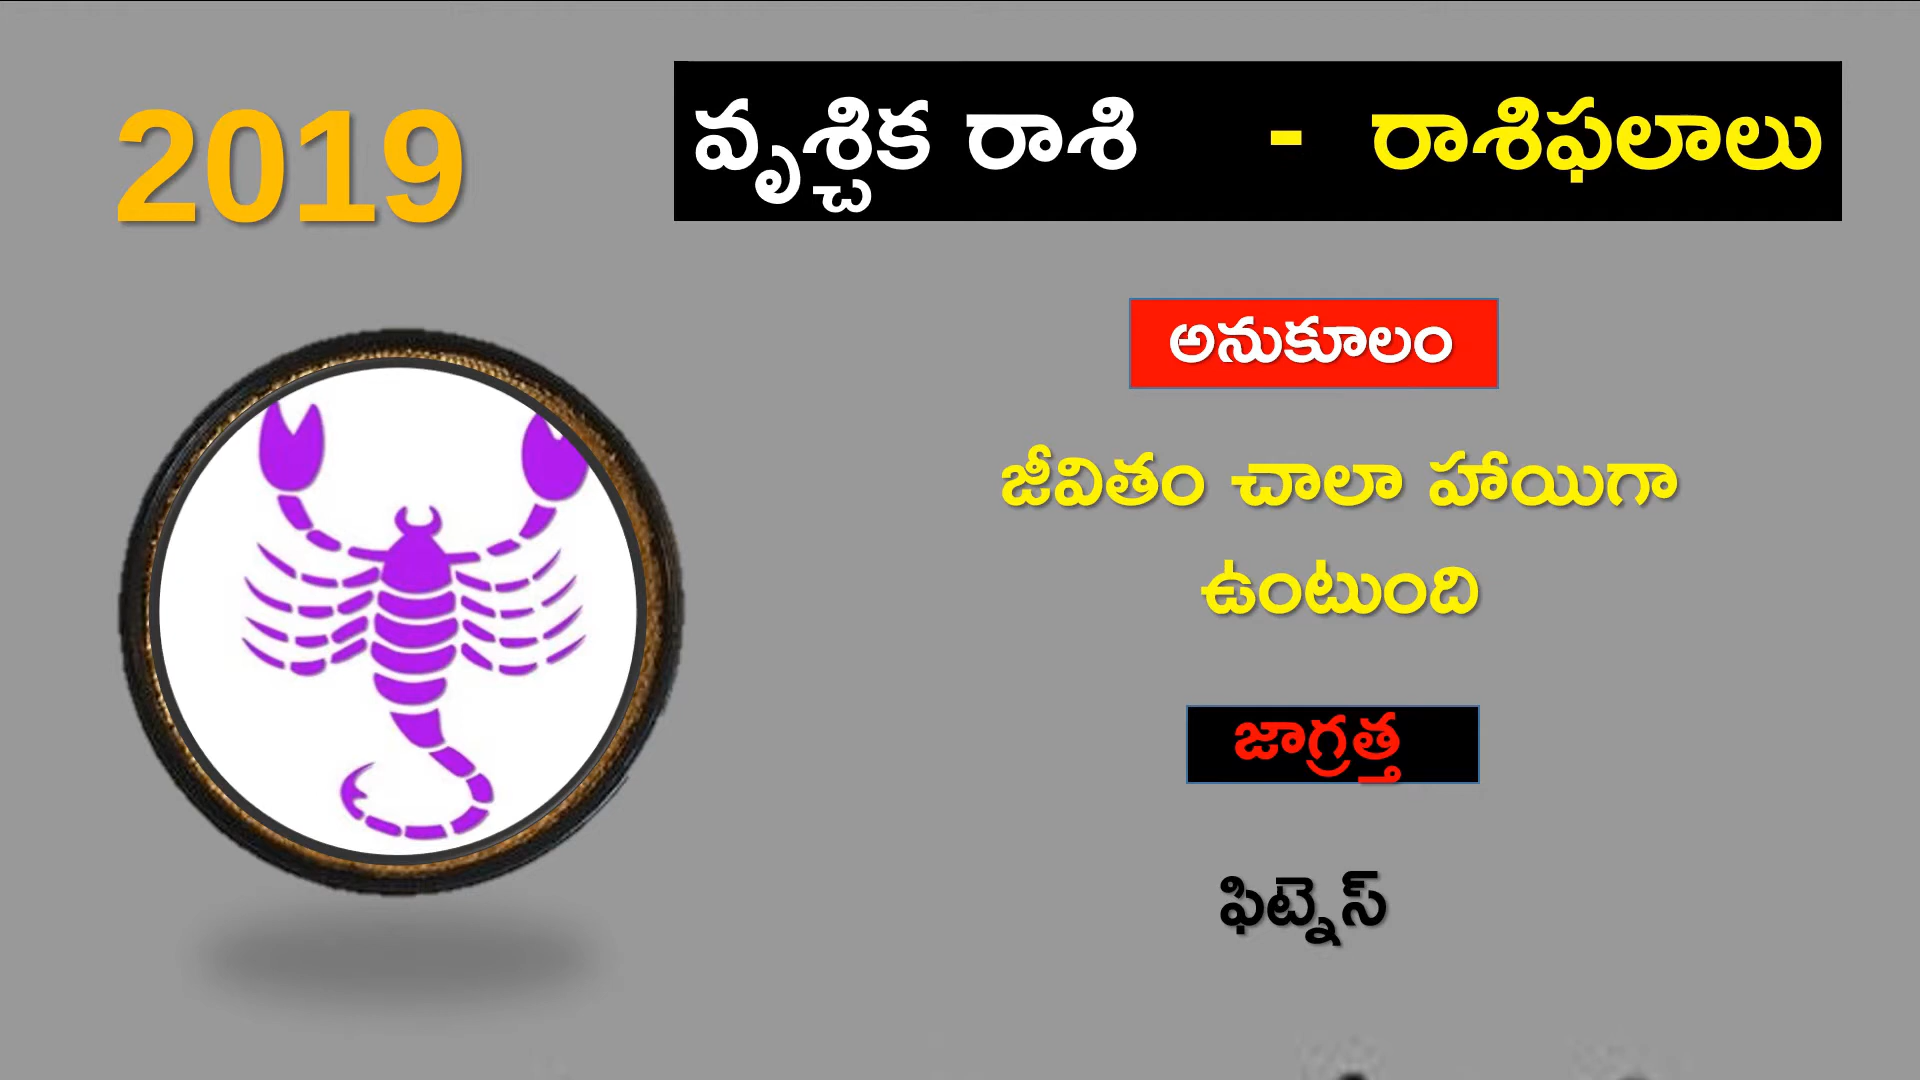 2019
వృశ్చిక రాశి - రాశిఫలాలు
అనుకూలం
జీవితం చాలా హాయిగా
ఉంటుంది
జాగ్రత్త
ఫిట్నెస్